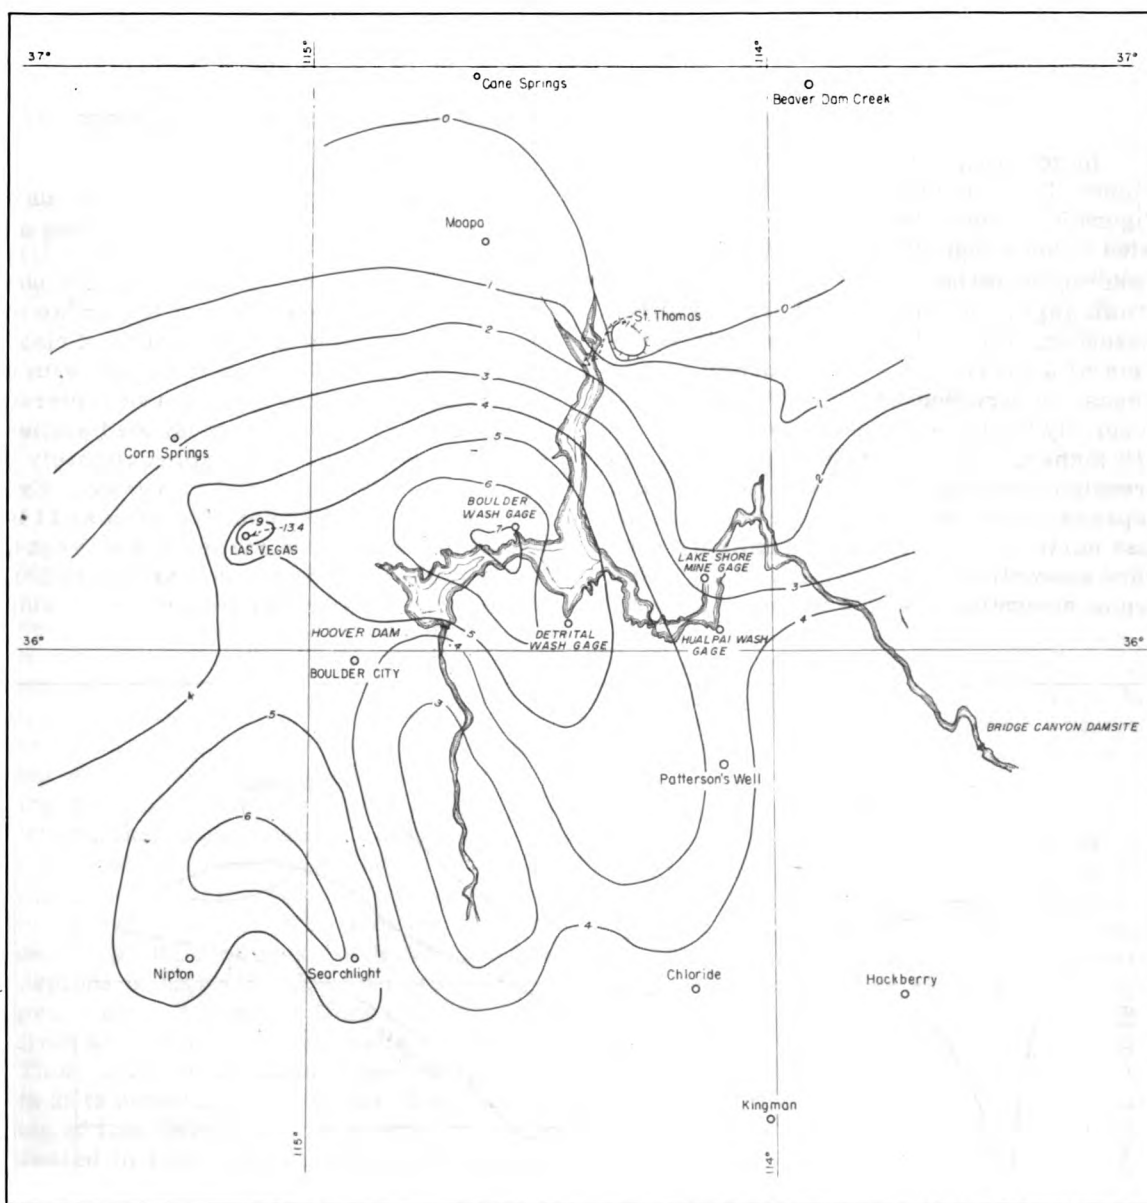 115°
114°
37°
37°
Cane Springs
Beaver Dam Creek
0
Moapa
1
0
St. Thomas
2
3
1
4
5
Corn Springs
2
6
BOULDER
WASH GAGE
9
13.4
7
LAS VEGAS
LAKE SHORE
MINE GAGE
3
4
HOOVER DAM
5
DETRITAL
WASH GAGE
HUALPAI WASH
GAGE
36°
36°
4
BOULDER CITY
5
3
BRIDGE CANYON DAMSITE
Patterson's Well
6
4
4
Nipton
Searchlight
Chloride
Hackberry
Kingman
115°
114°